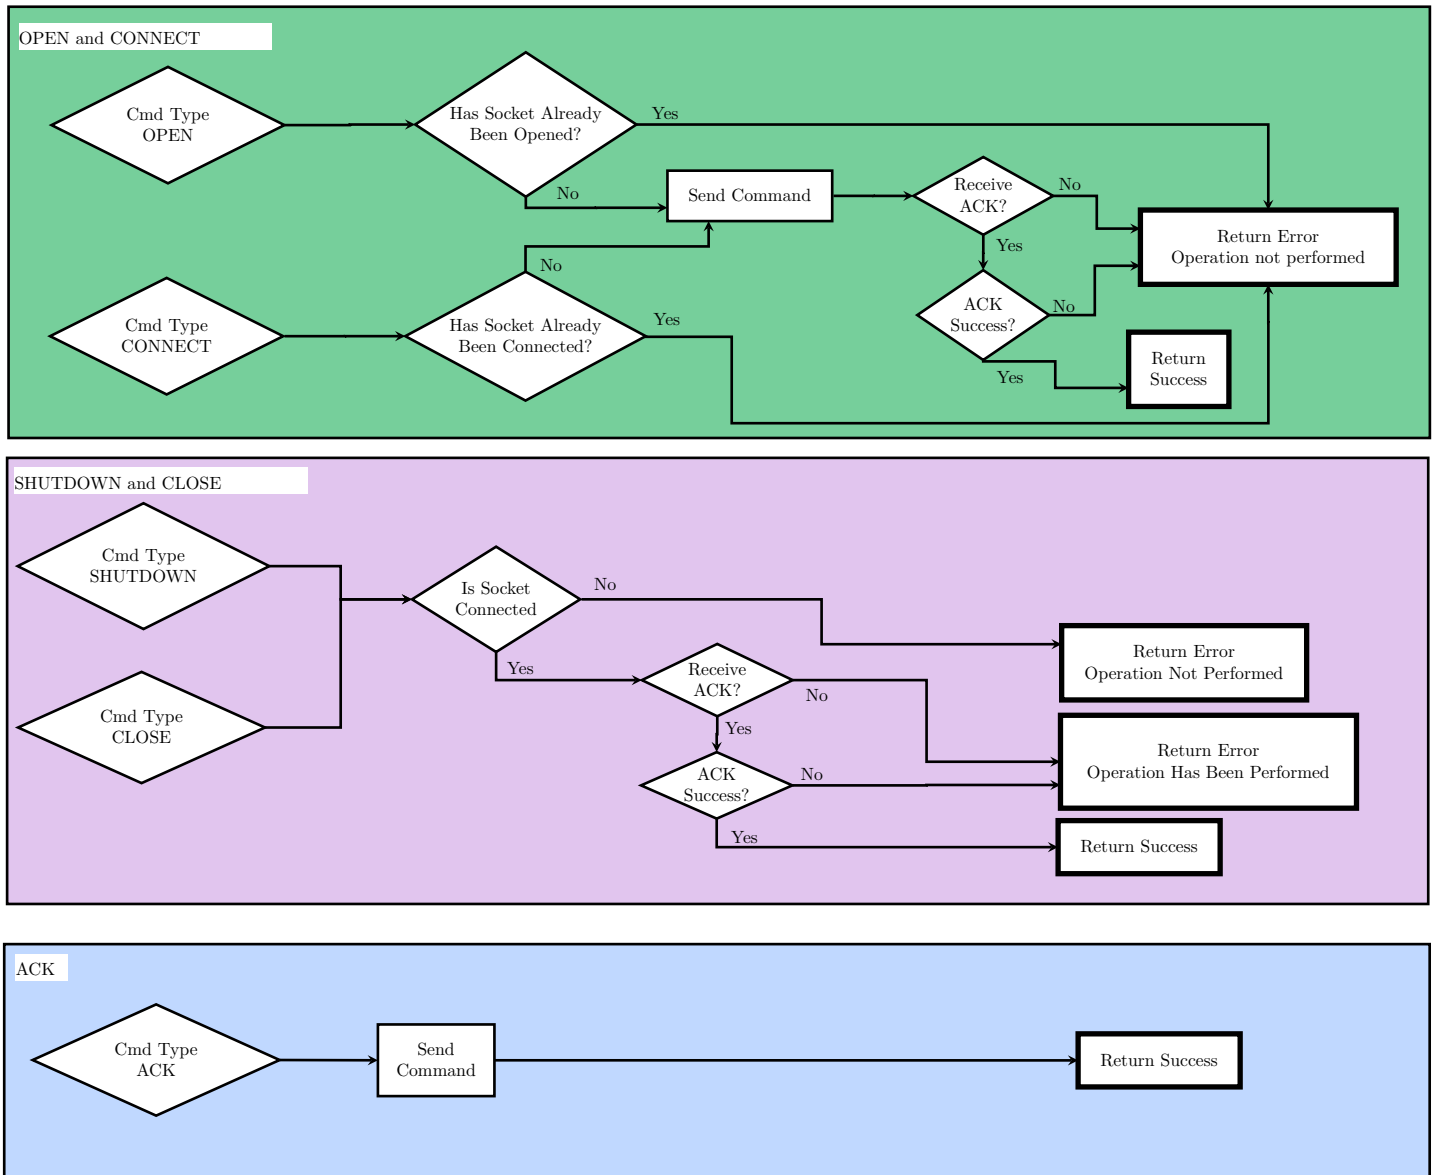 OPEN and CONNECT
Cmd Type
OPEN
Has Socket Already
Been Opened?
Yes
No
Send Command
Receive
ACK?
No
Yes
Return Error
Operation not performed
Cmd Type
CONNECT
No
Has Socket Already
Been Connected?
Yes
ACK
Success?
No
Yes
Return
Success
SHUTDOWN and CLOSE
Cmd Type
SHUTDOWN
Is Socket
Connected
No
Yes
Return Error
Operation Not Performed
Cmd Type
CLOSE
Receive
ACK?
No
Yes
Return Error
Operation Has Been Performed
ACK
Success?
No
Yes
Return Success
ACK
Cmd Type
ACK
Send
Command
Return Success